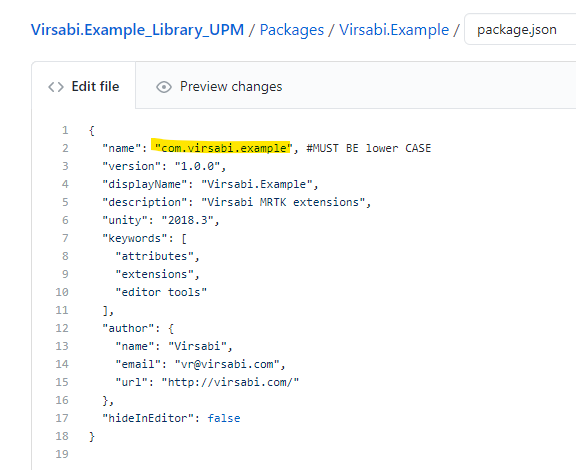 Virsabi.Example_Library_UPM / Packages / Virsabi.Example / package.json
<> Edit file Preview changes
1 {
2 "name": "com.virsabi.example", #MUST BE lower CASE
3 "version": "1.0.0",
4 "displayName": "Virsabi.Example",
5 "description": "Virsabi MRTK extensions",
6 "unity": "2018.3",
7 "keywords": [
8 "attributes",
9 "extensions",
10 "editor tools"
11 ],
12 "author": {
13 "name": "Virsabi",
14 "email": "vr@virsabi.com",
15 "url": "http://virsabi.com/"
16 },
17 "hideInEditor": false
18 }
19